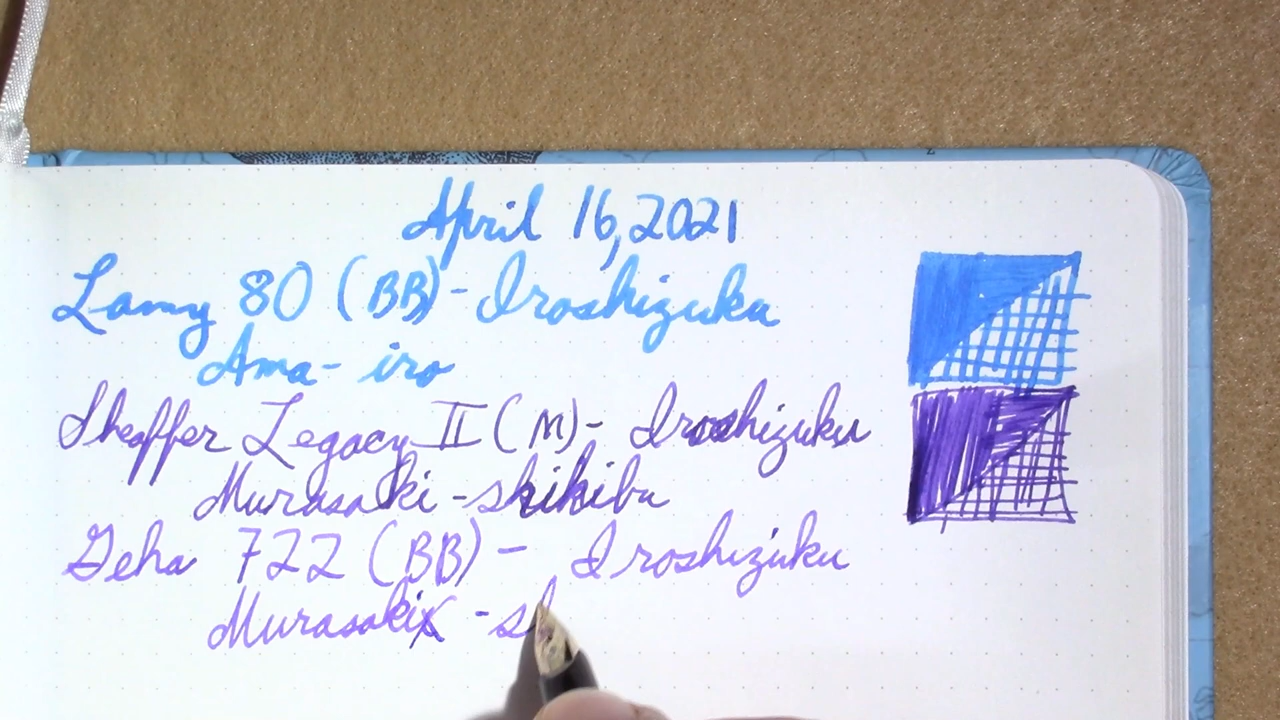 April 16, 2021
Lamy 80 (BB) - Iroshizuku
Ama-iro
Sheaffer Legacy II (M) - Iroshizuku
Murasaki-shikibu
Geha 722 (BB) - Iroshizuku
Murasaki -sh